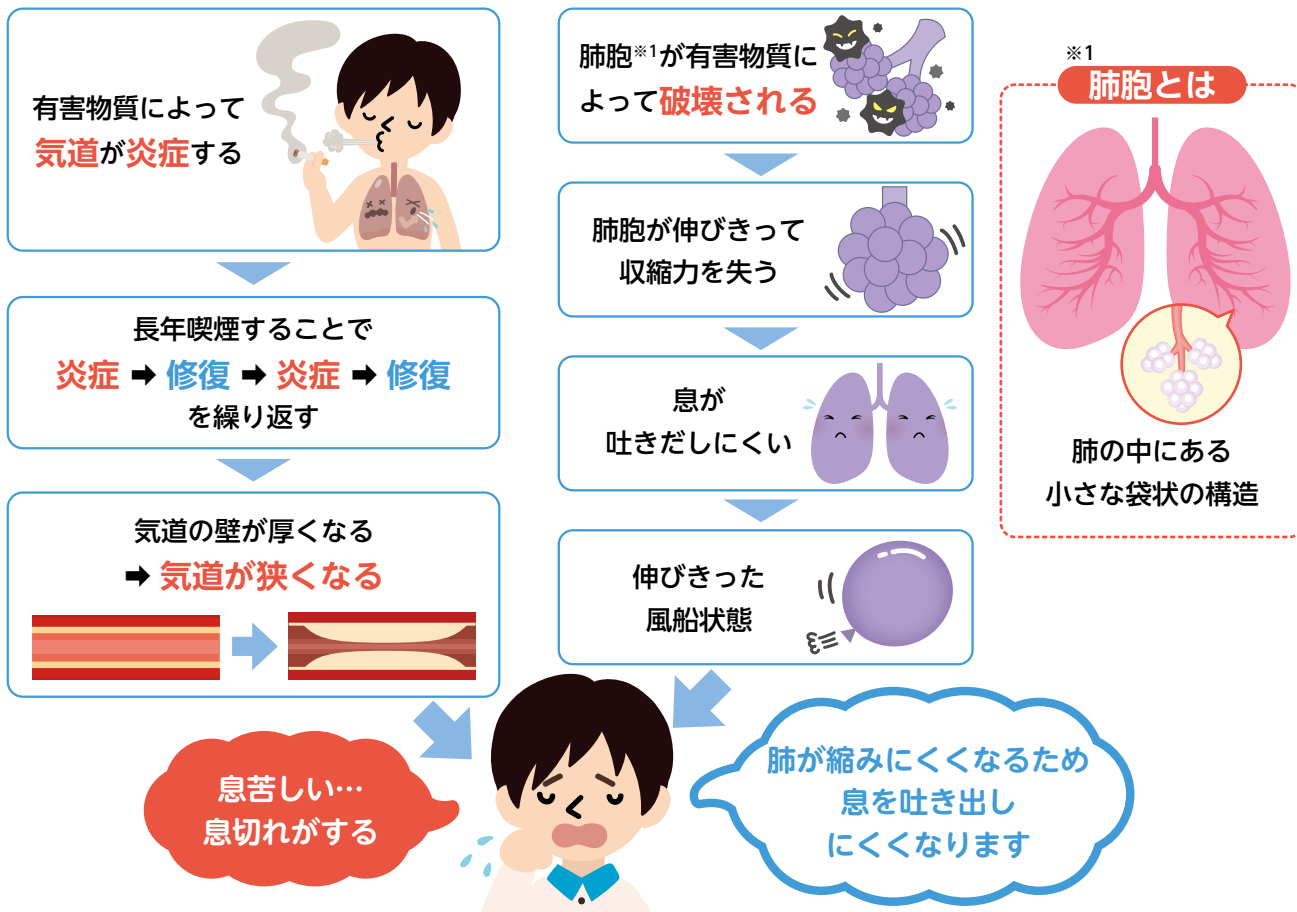 有害物質によって
気道が炎症する
長年喫煙することで
炎症 ➡ 修復 ➡ 炎症 ➡ 修復
を繰り返す
気道の壁が厚くなる
➡ 気道が狭くなる
肺胞※1が有害物質に
よって破壊される
肺胞が伸びきって
収縮力を失う
息が
吐きだしにくい
伸びきった
風船状態
※1
肺胞とは
肺の中にある
小さな袋状の構造
息苦しい…
息切れがする
肺が縮みにくくなるため
息を吐き出し
にくくなります